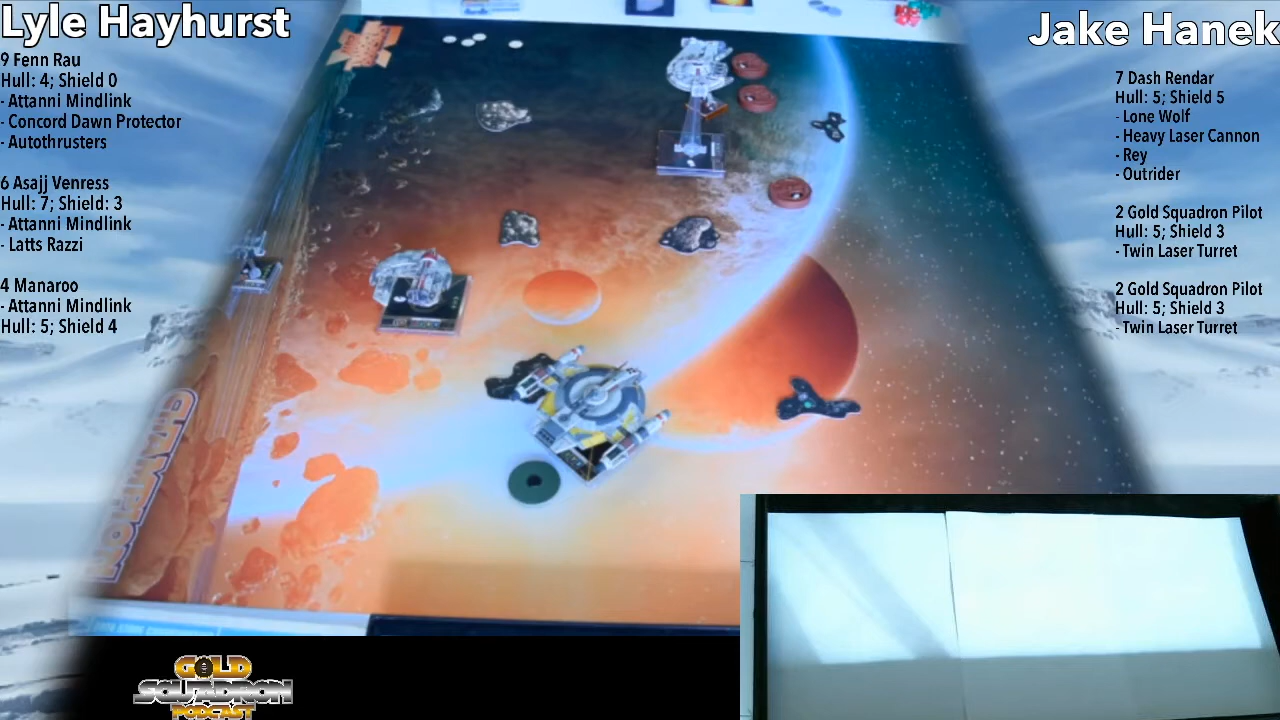 Lyle Hayhurst
9 Fenn Rau
Hull: 4; Shield 0
- Attanni Mindlink
- Concord Dawn Protector
- Autothrusters
6 Asajj Venress
Hull: 7; Shield: 3
- Attanni Mindlink
- Latts Razzi
4 Manaroo
- Attanni Mindlink
Hull: 5; Shield 4
Jake Hanek
7 Dash Rendar
Hull: 5; Shield 5
- Lone Wolf
- Heavy Laser Cannon
- Rey
- Outrider
2 Gold Squadron Pilot
Hull: 5; Shield 3
- Twin Laser Turret
2 Gold Squadron Pilot
Hull: 5; Shield 3
- Twin Laser Turret
GOLD
SQUADRON
PODCAST